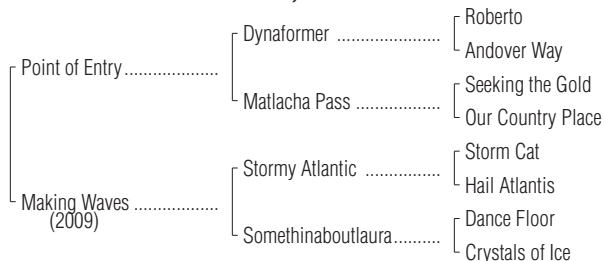 Roberto
Dynaformer ......................
Andover Way
Point of Entry ....................
Seeking the Gold
Matlacha Pass ..................
Our Country Place
Storm Cat
Stormy Atlantic ................
Hail Atlantis
Making Waves ..................
(2009)
Dance Floor
Somethinaboutlaura..........
Crystals of Ice